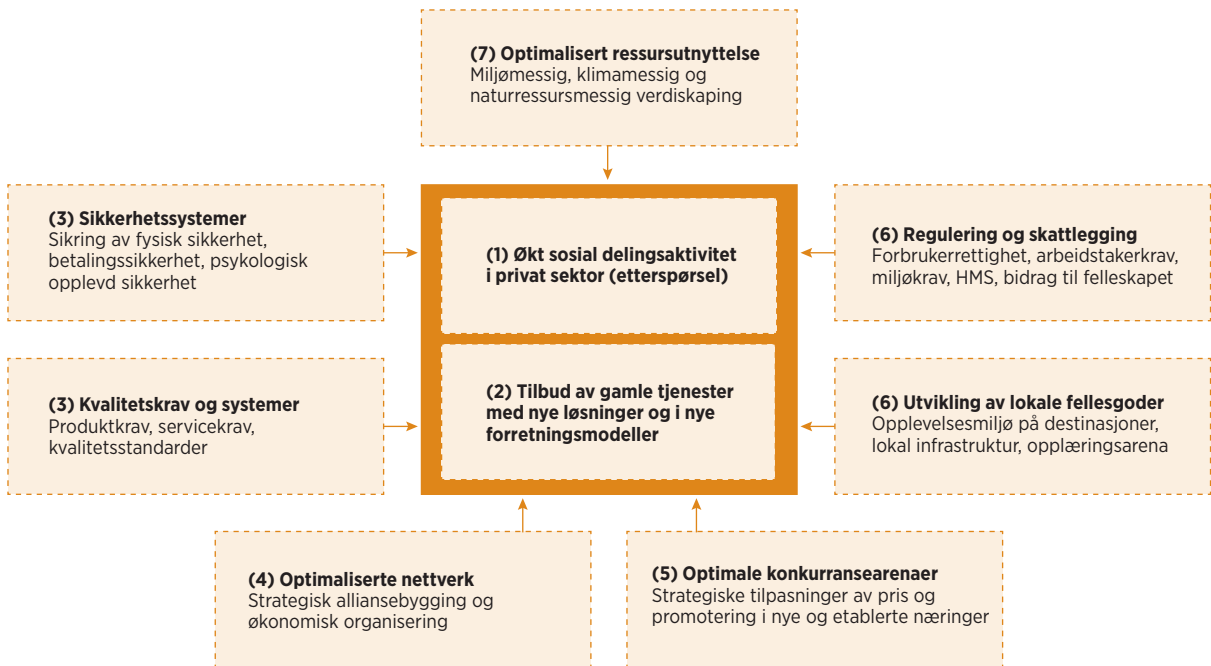 (7) Optimalisert ressursutnyttelse
Miljømessig, klimamessig og
naturressursmessig verdiskaping
(3) Sikkerhetssystemer
Sikring av fysisk sikkerhet,
betalingssikkerhet, psykologisk
opplevd sikkerhet
(1) Økt sosial delingsaktivitet
i privat sektor (etterspørsel)
(6) Regulering og skattlegging
Forbrukerrettighet, arbeidstakerkrav,
miljøkrav, HMS, bidrag til felleskapet
(3) Kvalitetskrav og systemer
Produktkrav, servicekrav,
kvalitetsstandarder
(2) Tilbud av gamle tjenester
med nye løsninger og i nye
forretningsmodeller
(6) Utvikling av lokale fellesgoder
Opplevelsesmiljø på destinasjoner,
lokal infrastruktur, opplæringsarena
(4) Optimaliserte nettverk
Strategisk alliansebygging og
økonomisk organisering
(5) Optimale konkurransearenaer
Strategiske tilpasninger av pris og
promotering i nye og etablerte næringer